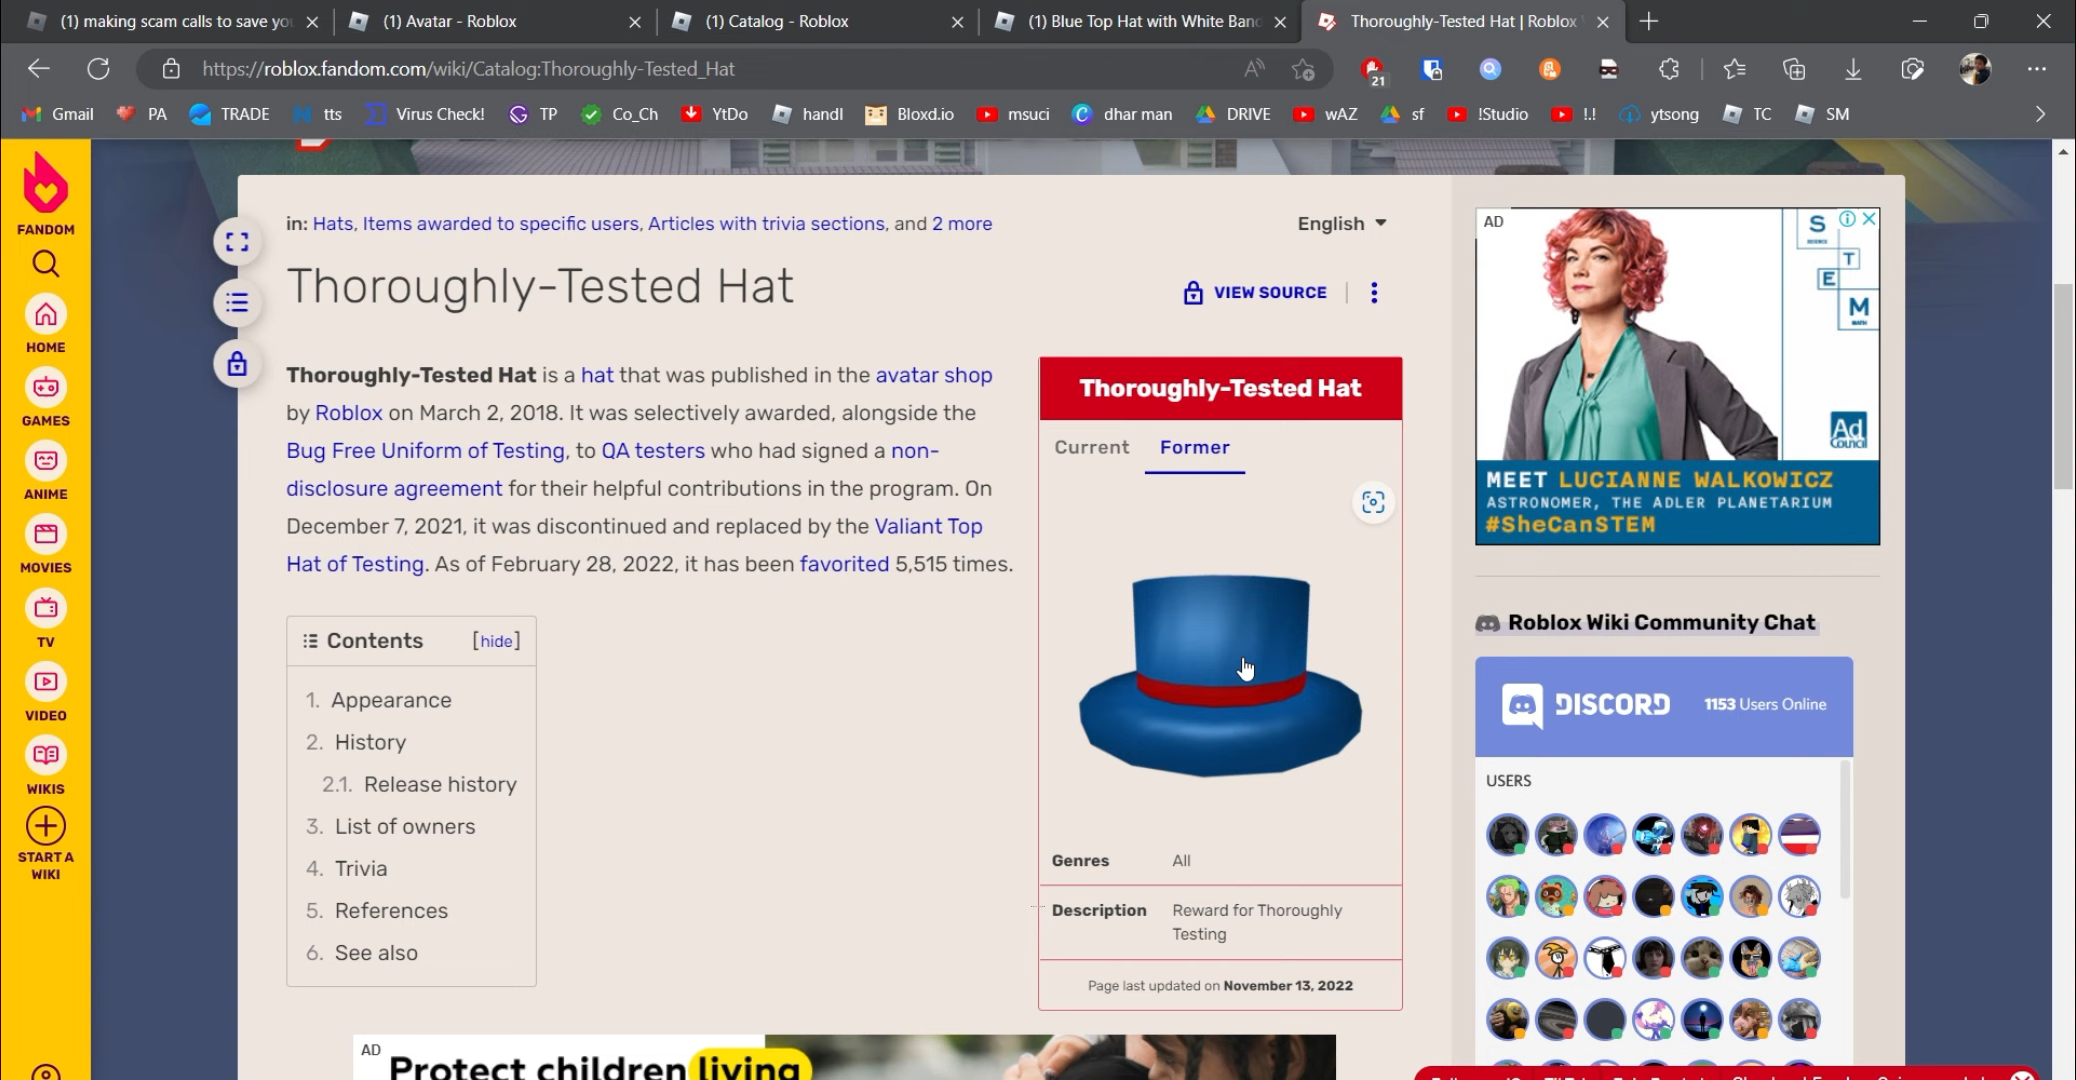 (1) making scam calls to save yo
(1) Avatar - Roblox
(1) Catalog - Roblox
(1) Blue Top Hat with White Ban
Thoroughly-Tested Hat | Roblox
https://roblox.fandom.com/wiki/Catalog:Thoroughly-Tested_Hat
21
Gmail
PA
TRADE
tts
Virus Check!
TP
Co_Ch
YtDo
handl
Bloxd.io
msuci
dhar man
DRIVE
wAZ
sf
!Studio
!.!
ytsong
TC
SM
FANDOM
HOME
GAMES
ANIME
MOVIES
TV
VIDEO
WIKIS
START A
WIKI
in: Hats, Items awarded to specific users, Articles with trivia sections, and 2 more
English
Thoroughly-Tested Hat
VIEW SOURCE
Thoroughly-Tested Hat is a hat that was published in the avatar shop
by Roblox on March 2, 2018. It was selectively awarded, alongside the
Bug Free Uniform of Testing, to QA testers who had signed a non-
disclosure agreement for their helpful contributions in the program. On
December 7, 2021, it was discontinued and replaced by the Valiant Top
Hat of Testing. As of February 28, 2022, it has been favorited 5,515 times.
Contents [hide]
1. Appearance
2. History
2.1. Release history
3. List of owners
4. Trivia
5. References
6. See also
Thoroughly-Tested Hat
Current
Former
Genres All
Description Reward for Thoroughly
Testing
Page last updated on November 13, 2022
AD
S
SCIENCE
T
E
M
MATH
Ad
Council
MEET LUCIANNE WALKOWICZ
ASTRONOMER, THE ADLER PLANETARIUM
#SheCanSTEM
Roblox Wiki Community Chat
DISCORD
1153 Users Online
USERS
AD
Protect children living